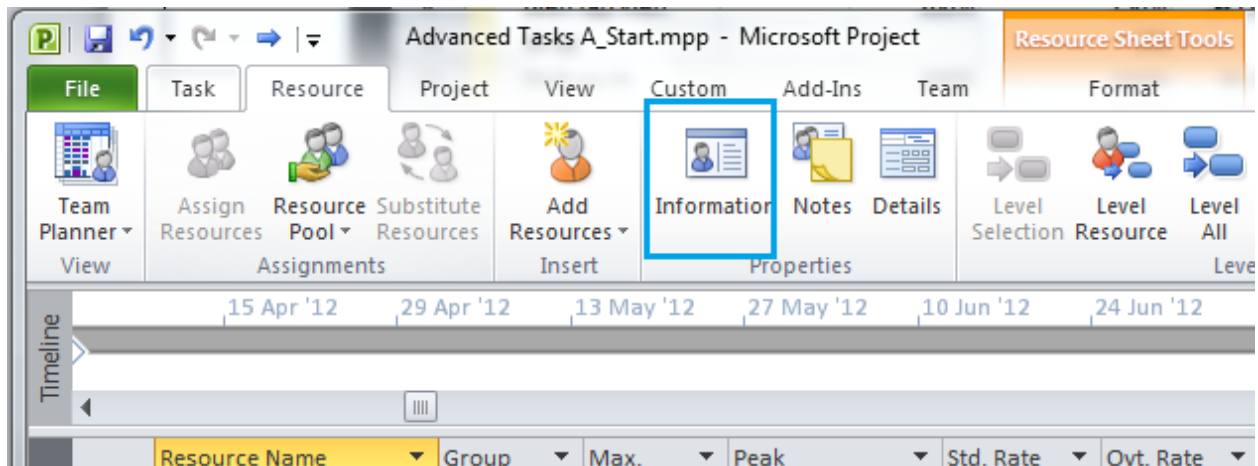 Advanced Tasks A_Start.mpp - Microsoft Project
Resource Sheet Tools
File Task Resource Project View Custom Add-Ins Team Format
Team Planner
Assign Resources
Resource Pool
Substitute Resources
Add Resources
Information
Notes
Details
Level Selection
Level Resource
Level All
View Assignments Insert Properties Leve
Timeline
15 Apr '12 29 Apr '12 13 May '12 27 May '12 10 Jun '12 24 Jun '12
Resource Name Group Max. Peak Std. Rate Ovt. Rate